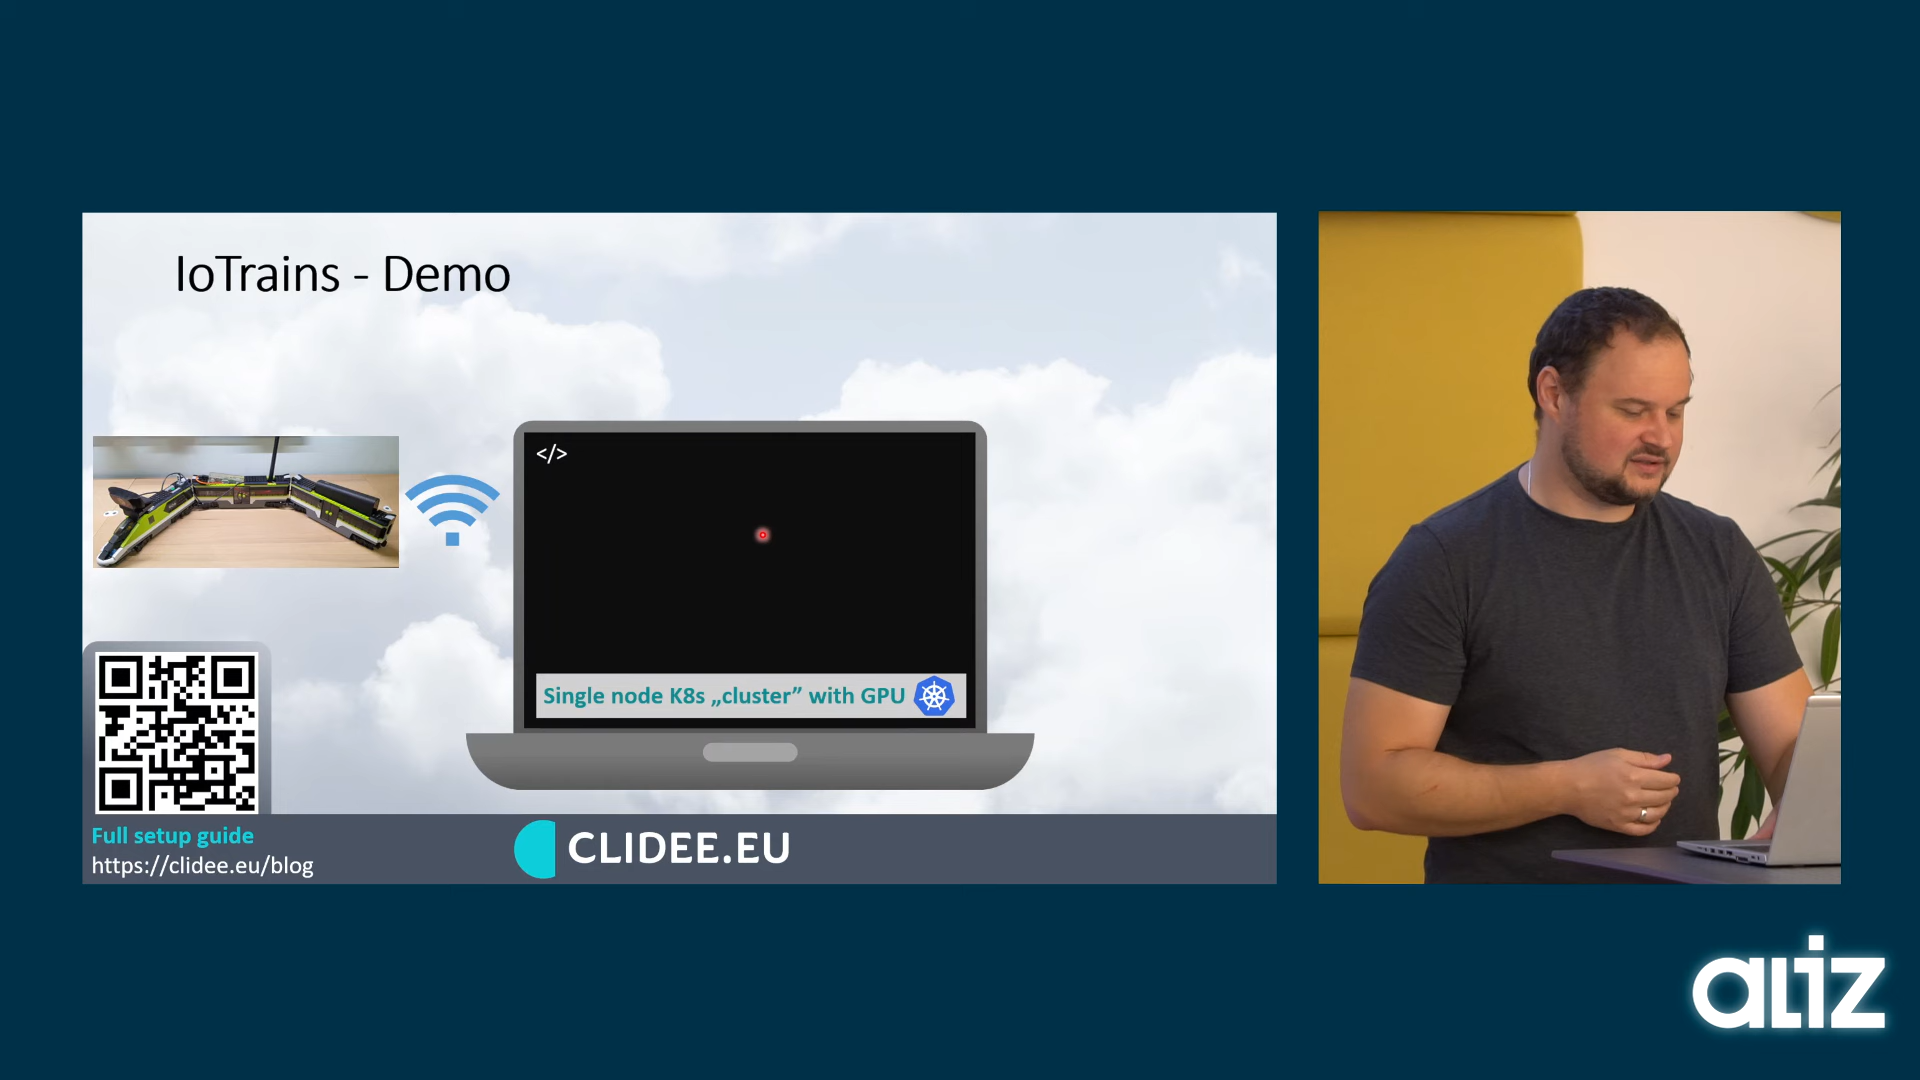 IoTrains - Demo
</>
Single node K8s „cluster” with GPU
Full setup guide
https://clidee.eu/blog
CLIDEE.EU
aliz